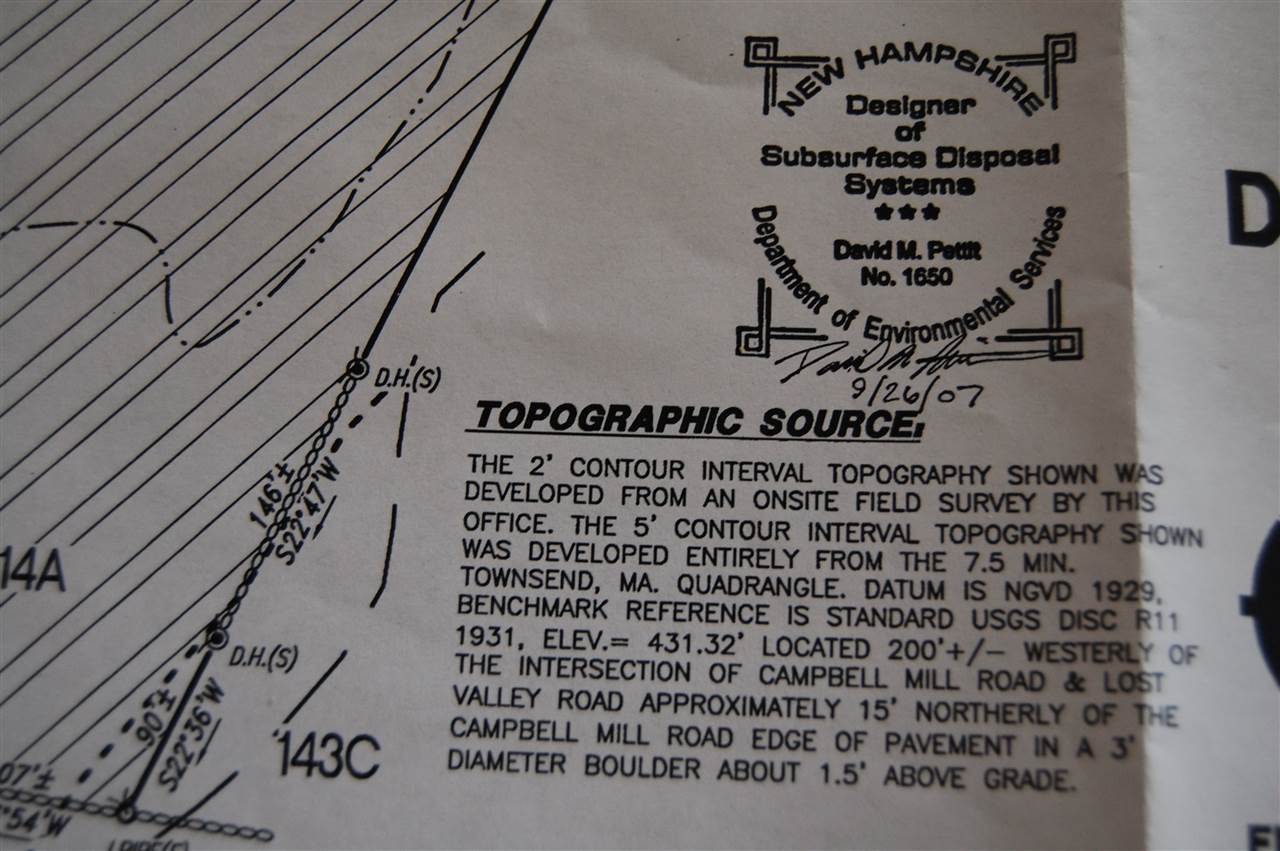 NEW HAMPSHIRE
Designer
of
Subsurface Disposal
Systems
★ ★ ★
David M. Pettit
No. 1650
Department of Environmental Services
9/26/07
D
D.H.(S)
TOPOGRAPHIC SOURCE:
THE 2' CONTOUR INTERVAL TOPOGRAPHY SHOWN WAS
DEVELOPED FROM AN ONSITE FIELD SURVEY BY THIS
OFFICE. THE 5' CONTOUR INTERVAL TOPOGRAPHY SHOWN
WAS DEVELOPED ENTIRELY FROM THE 7.5 MIN.
TOWNSEND, MA. QUADRANGLE. DATUM IS NGVD 1929,
BENCHMARK REFERENCE IS STANDARD USGS DISC R11
1931, ELEV.= 431.32' LOCATED 200'+/- WESTERLY OF
THE INTERSECTION OF CAMPBELL MILL ROAD & LOST
VALLEY ROAD APPROXIMATELY 15' NORTHERLY OF THE
CAMPBELL MILL ROAD EDGE OF PAVEMENT IN A 3'
DIAMETER BOULDER ABOUT 1.5' ABOVE GRADE.
146'±
S22°47'W
14A
D.H.(S)
90'±
S22°36'W
143C
07'±
°54'W